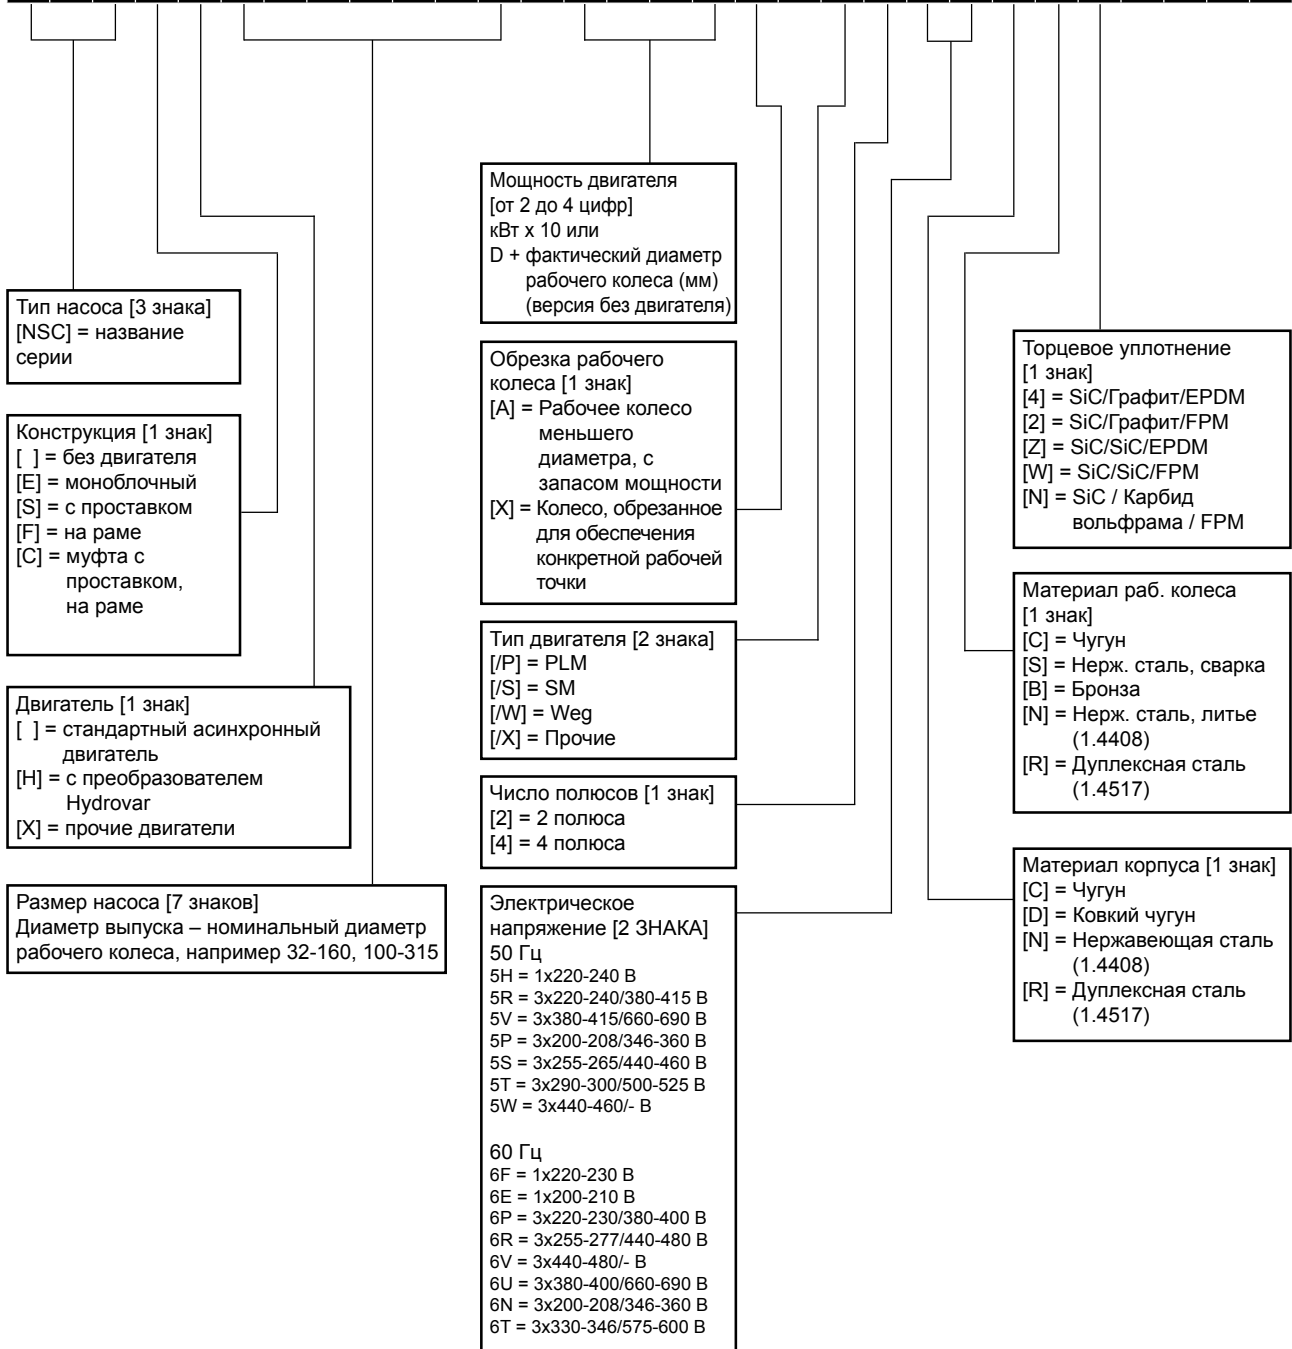 Тип насоса [3 знака]
[NSC] = название
серии
Конструкция [1 знак]
[ ] = без двигателя
[E] = моноблочный
[S] = с проставком
[F] = на раме
[C] = муфта с
проставком,
на раме
Двигатель [1 знак]
[ ] = стандартный асинхронный
двигатель
[H] = с преобразователем
Hydrovar
[X] = прочие двигатели
Размер насоса [7 знаков]
Диаметр выпуска – номинальный диаметр
рабочего колеса, например 32-160, 100-315
Мощность двигателя
[от 2 до 4 цифр]
кВт x 10 или
D + фактический диаметр
рабочего колеса (мм)
(версия без двигателя)
Обрезка рабочего
колеса [1 знак]
[A] = Рабочее колесо
меньшего
диаметра, с
запасом мощности
[X] = Колесо, обрезанное
для обеспечения
конкретной рабочей
точки
Тип двигателя [2 знака]
[/P] = PLM
[/S] = SM
[/W] = Weg
[/X] = Прочие
Число полюсов [1 знак]
[2] = 2 полюса
[4] = 4 полюса
Электрическое
напряжение [2 ЗНАКА]
50 Гц
5H = 1x220-240 В
5R = 3x220-240/380-415 В
5V = 3x380-415/660-690 В
5P = 3x200-208/346-360 В
5S = 3x255-265/440-460 В
5T = 3x290-300/500-525 В
5W = 3x440-460/- В
60 Гц
6F = 1x220-230 В
6E = 1x200-210 В
6P = 3x220-230/380-400 В
6R = 3x255-277/440-480 В
6V = 3x440-480/- В
6U = 3x380-400/660-690 В
6N = 3x200-208/346-360 В
6T = 3x330-346/575-600 В
Торцевое уплотнение
[1 знак]
[4] = SiC/Графит/EPDM
[2] = SiC/Графит/FPM
[Z] = SiC/SiC/EPDM
[W] = SiC/SiC/FPM
[N] = SiC / Карбид
вольфрама / FPM
Материал раб. колеса
[1 знак]
[C] = Чугун
[S] = Нерж. сталь, сварка
[B] = Бронза
[N] = Нерж. сталь, литье
(1.4408)
[R] = Дуплексная сталь
(1.4517)
Материал корпуса [1 знак]
[C] = Чугун
[D] = Ковкий чугун
[N] = Нержавеющая сталь
(1.4408)
[R] = Дуплексная сталь
(1.4517)